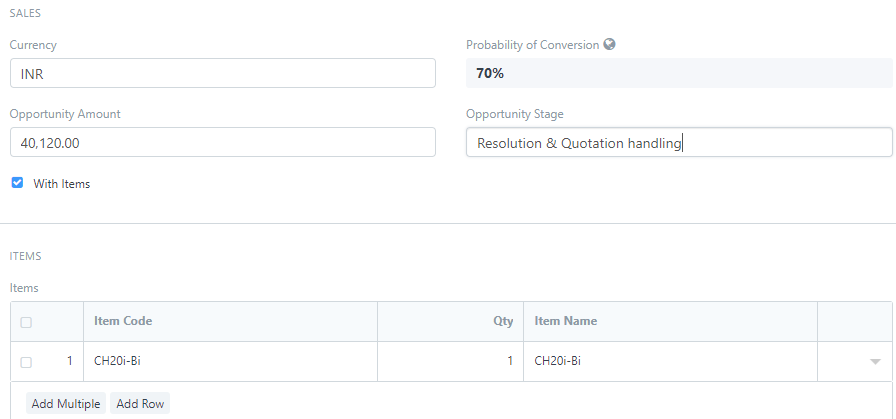 SALES
Currency
Probability of Conversion
INR
70%
Opportunity Amount
Opportunity Stage
40,120.00
Resolution & Quotation handling
With Items
ITEMS
Items
Item Code Qty Item Name
1 CH20i-Bi 1 CH20i-Bi
Add Multiple Add Row